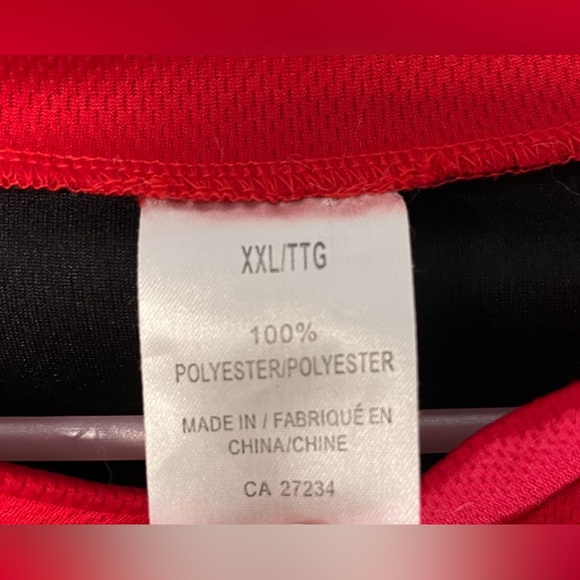 XXL/TTG
100%
POLYESTER/POLYESTER
MADE IN / FABRIQUÉ EN
CHINA/CHINE
CA 27234